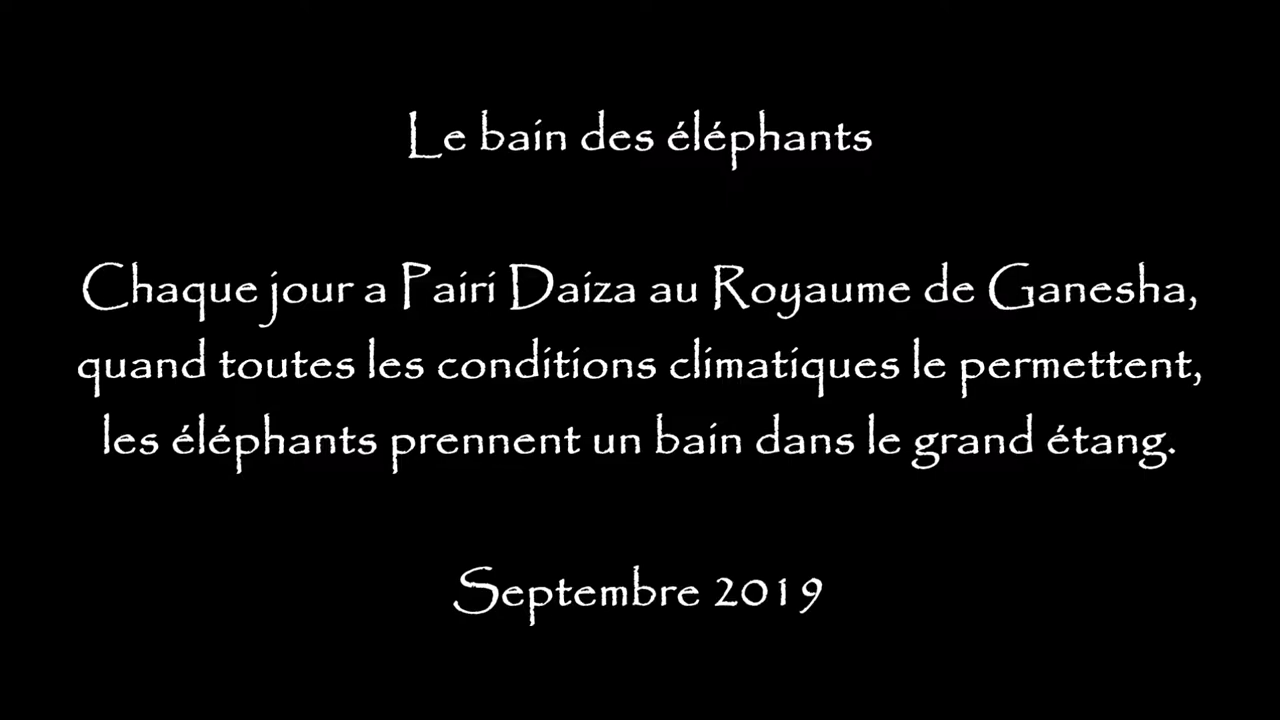 Le bain des éléphants
Chaque jour a Pairi Daiza au Royaume de Ganesha,
quand toutes les conditions climatiques le permettent,
les éléphants prennent un bain dans le grand étang.
Septembre 2019